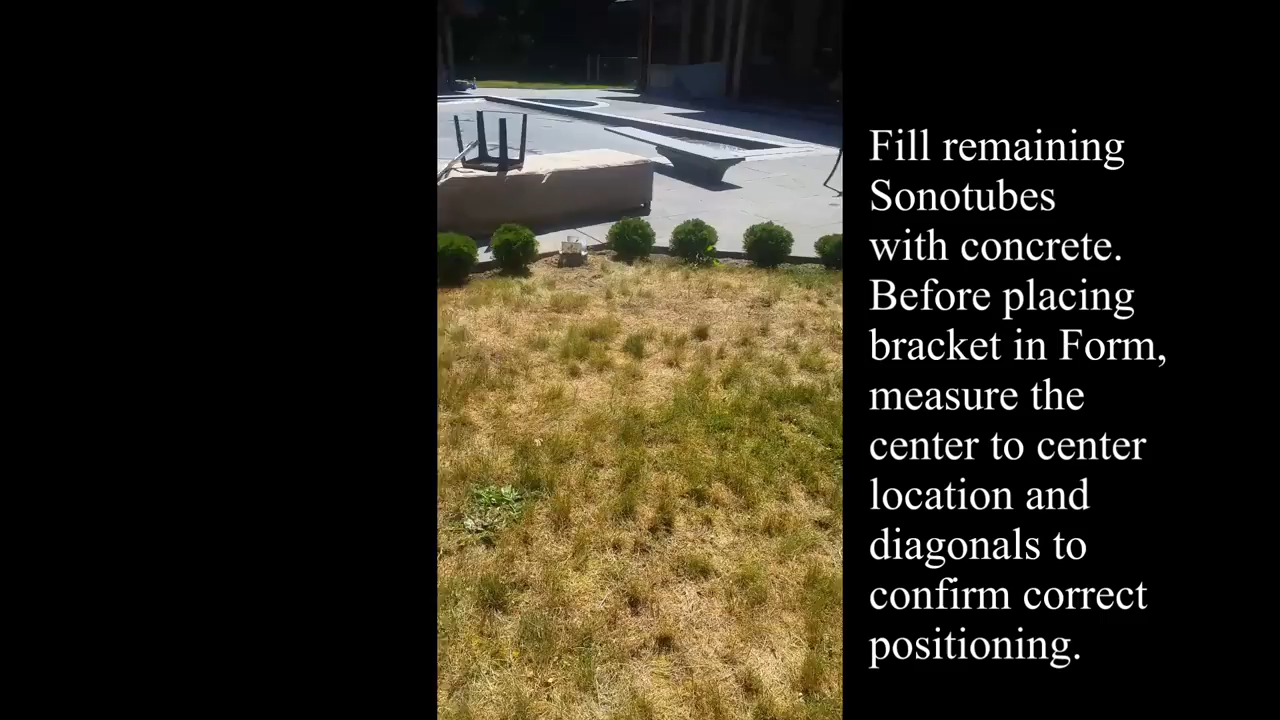 Fill remaining
Sonotubes
with concrete.
Before placing
bracket in Form,
measure the
center to center
location and
diagonals to
confirm correct
positioning.